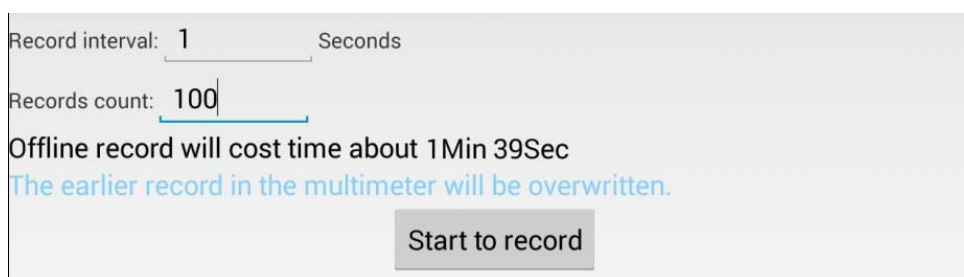 Record interval: 1 Seconds
Records count: 100
Offline record will cost time about 1Min 39Sec
The earlier record in the multimeter will be overwritten.
Start to record